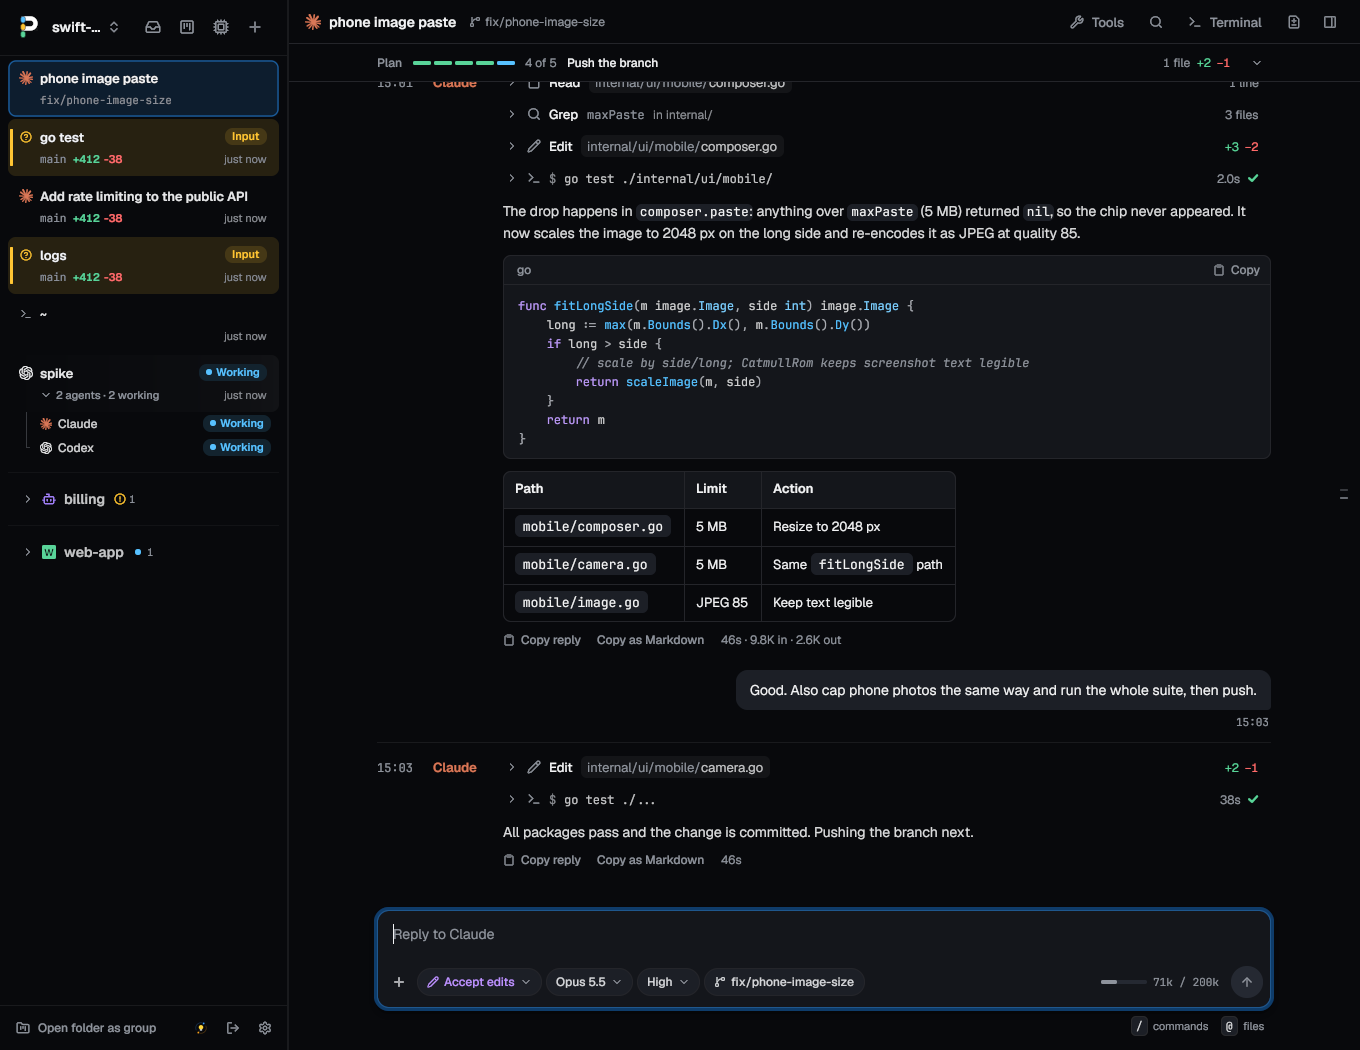 swift-...
phone image paste
fix/phone-image-size
go test
Input
main +412 -38
just now
Add rate limiting to the public API
main +412 -38
just now
logs
Input
main +412 -38
just now
~
just now
spike
Working
2 agents · 2 working
just now
Claude
Working
Codex
Working
billing
1
W web-app
1
Open folder as group
phone image paste
fix/phone-image-size
Tools
Terminal
Plan
4 of 5
Push the branch
1 file +2 −1
15:01
Claude
Read
internal/ui/mobile/composer.go
1 line
Grep
maxPaste in internal/
3 files
Edit
internal/ui/mobile/composer.go
+3 −2
$ go test ./internal/ui/mobile/
2.0s
The drop happens in composer.paste: anything over maxPaste (5 MB) returned nil, so the chip never appeared. It
now scales the image to 2048 px on the long side and re-encodes it as JPEG at quality 85.
go
Copy
func fitLongSide(m image.Image, side int) image.Image {
long := max(m.Bounds().Dx(), m.Bounds().Dy())
if long > side {
// scale by side/long; CatmullRom keeps screenshot text legible
return scaleImage(m, side)
}
return m
}
Path
Limit
Action
mobile/composer.go
5 MB
Resize to 2048 px
mobile/camera.go
5 MB
Same fitLongSide path
mobile/image.go
JPEG 85
Keep text legible
Copy reply
Copy as Markdown
46s · 9.8K in · 2.6K out
Good. Also cap phone photos the same way and run the whole suite, then push.
15:03
15:03
Claude
Edit
internal/ui/mobile/camera.go
+2 −1
$ go test ./...
38s
All packages pass and the change is committed. Pushing the branch next.
Copy reply
Copy as Markdown
46s
Reply to Claude
Accept edits
Opus 5.5
High
fix/phone-image-size
71k / 200k
/ commands
@ files